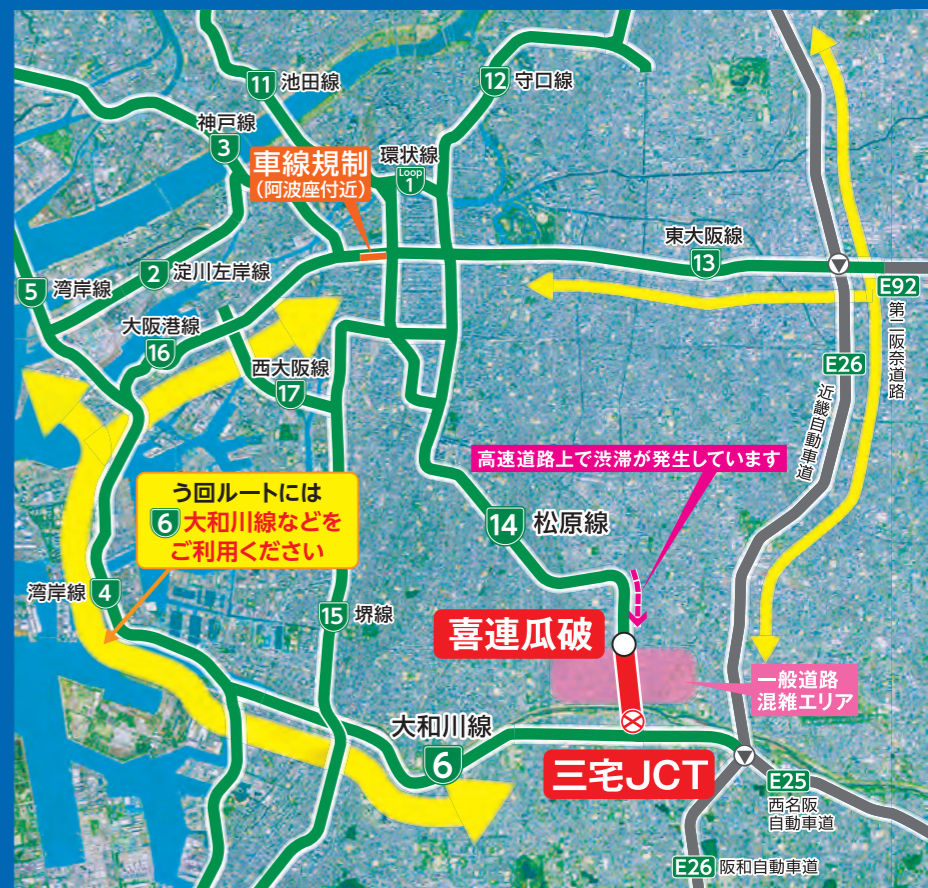 11 池田線
12 守口線
神戸線
3
車線規制
(阿波座付近)
環状線
Loop
1
東大阪線
13
5 湾岸線
2 淀川左岸線
E92
第二阪奈道路
大阪港線
16
西大阪線
17
E26
近畿自動車道
高速道路上で渋滞が発生しています
う回ルートには
6 大和川線などを
ご利用ください
14 松原線
湾岸線 4
15 堺線
喜連瓜破
一般道路
混雑エリア
大和川線
6
三宅JCT
E25
西名阪
自動車道
E26 阪和自動車道